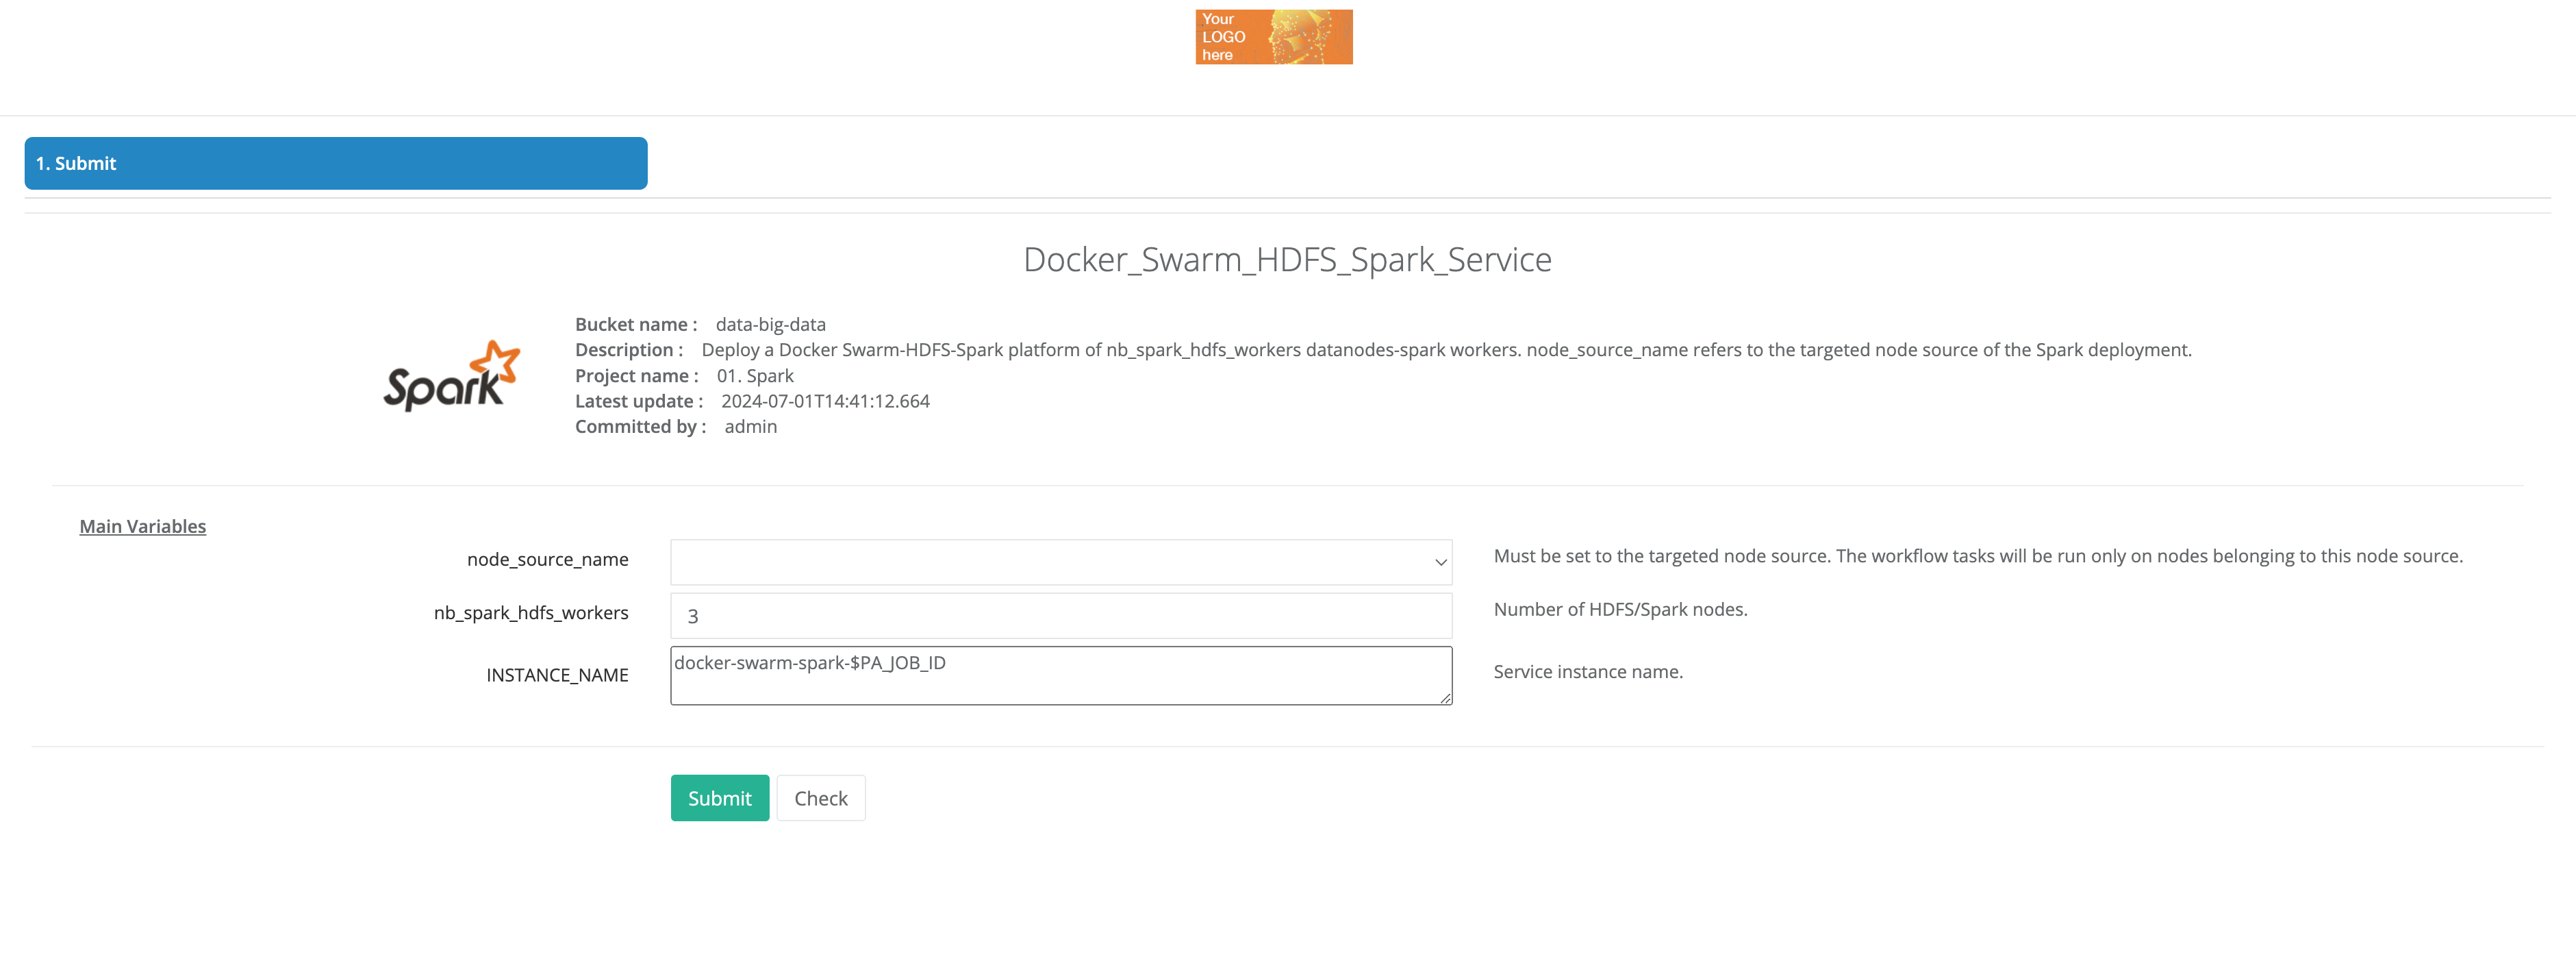 Your
LOGO
here
1. Submit
Docker_Swarm_HDFS_Spark_Service
Spark
Bucket name : data-big-data
Description : Deploy a Docker Swarm-HDFS-Spark platform of nb_spark_hdfs_workers datanodes-spark workers. node_source_name refers to the targeted node source of the Spark deployment.
Project name : 01. Spark
Latest update : 2024-07-01T14:41:12.664
Committed by : admin
Main Variables
node_source_name Must be set to the targeted node source. The workflow tasks will be run only on nodes belonging to this node source.
nb_spark_hdfs_workers 3 Number of HDFS/Spark nodes.
INSTANCE_NAME docker-swarm-spark-$PA_JOB_ID Service instance name.
Submit Check